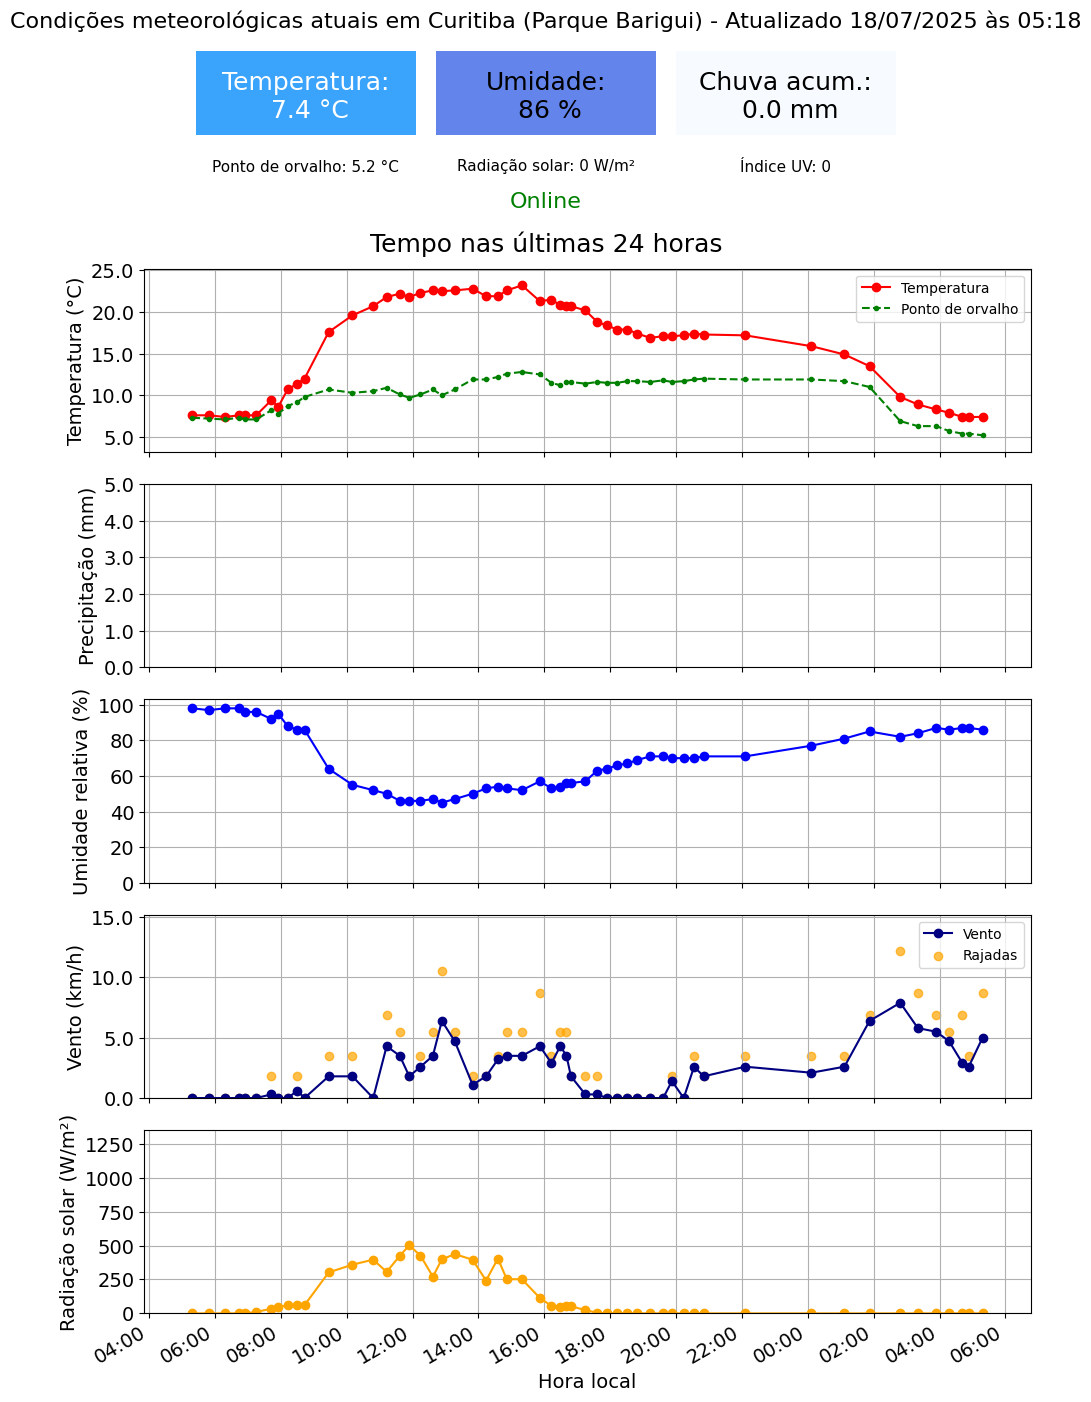 Condições meteorológicas atuais em Curitiba (Parque Barigui) - Atualizado 18/07/2025 às 05:18
Temperatura:
7.4 °C
Umidade:
86 %
Chuva acum.:
0.0 mm
Ponto de orvalho: 5.2 °C
Radiação solar: 0 W/m²
Índice UV: 0
Online
Tempo nas últimas 24 horas
Temperatura (°C)
25.0
20.0
15.0
10.0
5.0
Temperatura
Ponto de orvalho
Precipitação (mm)
5.0
4.0
3.0
2.0
1.0
0.0
Umidade relativa (%)
100
80
60
40
20
0
Vento (km/h)
15.0
10.0
5.0
0.0
Vento
Rajadas
Radiação solar (W/m²)
1250
1000
750
500
250
0
04:00
06:00
08:00
10:00
12:00
14:00
16:00
18:00
20:00
22:00
00:00
02:00
04:00
06:00
Hora local